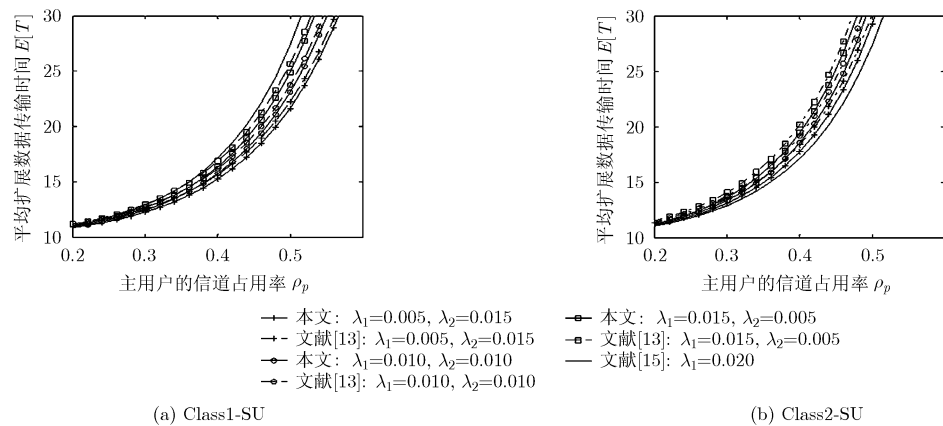 30
25
20
15
10
平均扩展数据传输时间 E[T]
0.2 0.3 0.4 0.5
主用户的信道占用率 ρp
30
25
20
15
10
平均扩展数据传输时间 E[T]
0.2 0.3 0.4 0.5
主用户的信道占用率 ρp
本文: λ1=0.005, λ2=0.015
文献[13]: λ1=0.005, λ2=0.015
本文: λ1=0.010, λ2=0.010
文献[13]: λ1=0.010, λ2=0.010
本文: λ1=0.015, λ2=0.005
文献[13]: λ1=0.015, λ2=0.005
文献[15]: λ1=0.020
(a) Class1-SU
(b) Class2-SU